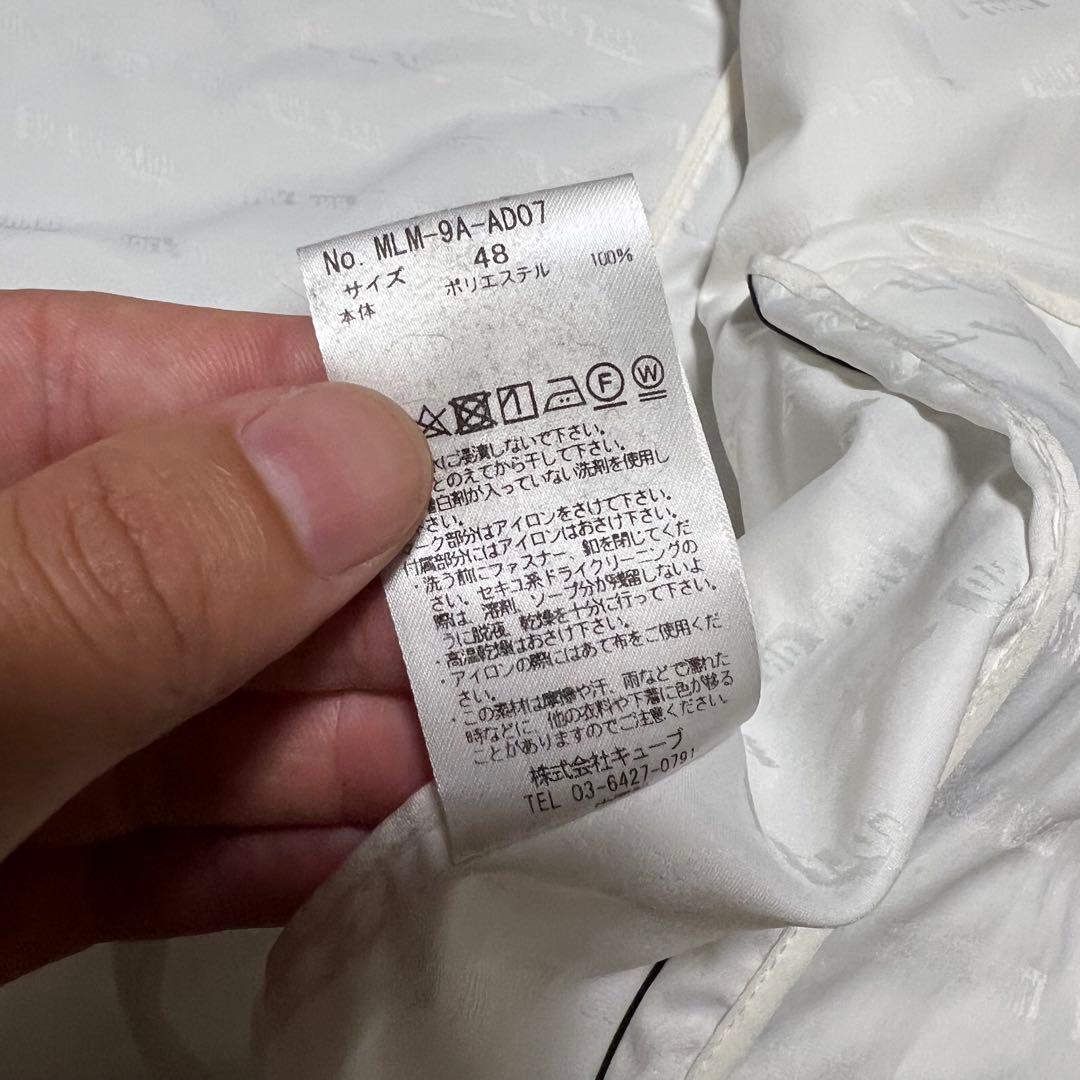 No. MLM-9A-AD07
サイズ 48
本体 ポリエステル 100%
F W
に浸漬しないで下さい。
とのえてから干して下さい。
白剤が入っていない洗剤を使用し
さい。
ーク部分はアイロンをさけて下さい。
付属部分にはアイロンはおさけ下さい。
・洗う前にファスナー、釦を閉じてくだ
さい。セキユ系ドライクリーニングの
際は、溶剤、ソープ分が残留しないよ
うに脱液、乾燥を十分に行って下さい。
・高温乾燥はおさけ下さい。
・アイロンの際にはあて布をご使用くだ
さい。
・この素材は摩擦や汗、雨などで濡れた
時などに、他の衣料や下着に色が移る
ことがありますのでご注意ください。
株式会社キューブ
TEL 03-6427-0791